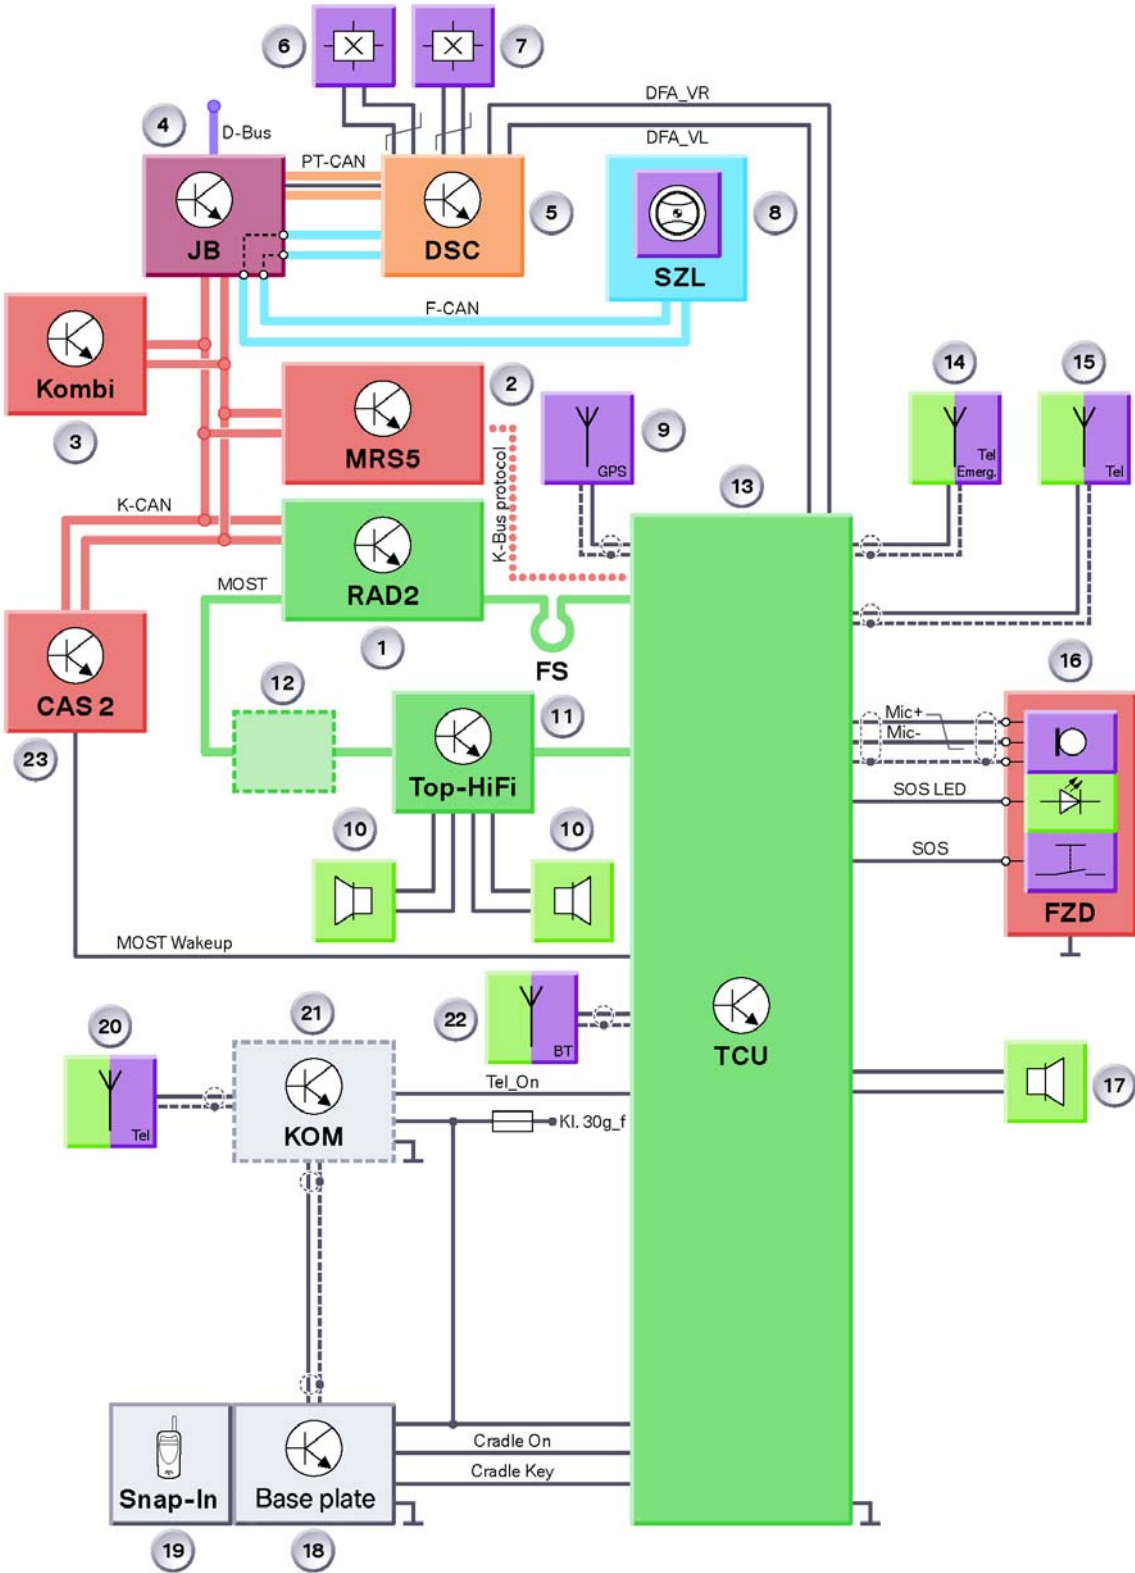 6
7
DFA_VR
4
D-Bus
DFA_VL
PT-CAN
JB
DSC
5
SZL
8
F-CAN
Kombi
3
MRS5
2
14
15
9
GPS
Tel
Emerg.
Tel
13
K-CAN
K-Bus protocol
MOST
RAD2
1
FS
CAS 2
23
12
11
16
Mic+
Mic-
Top-HiFi
SOS LED
10
10
SOS
FZD
MOST Wakeup
20
21
22
BT
TCU
Tel_On
Tel
KOM
Kl. 30g_f
17
Cradle On
Cradle Key
Snap-In
Base plate
19
18